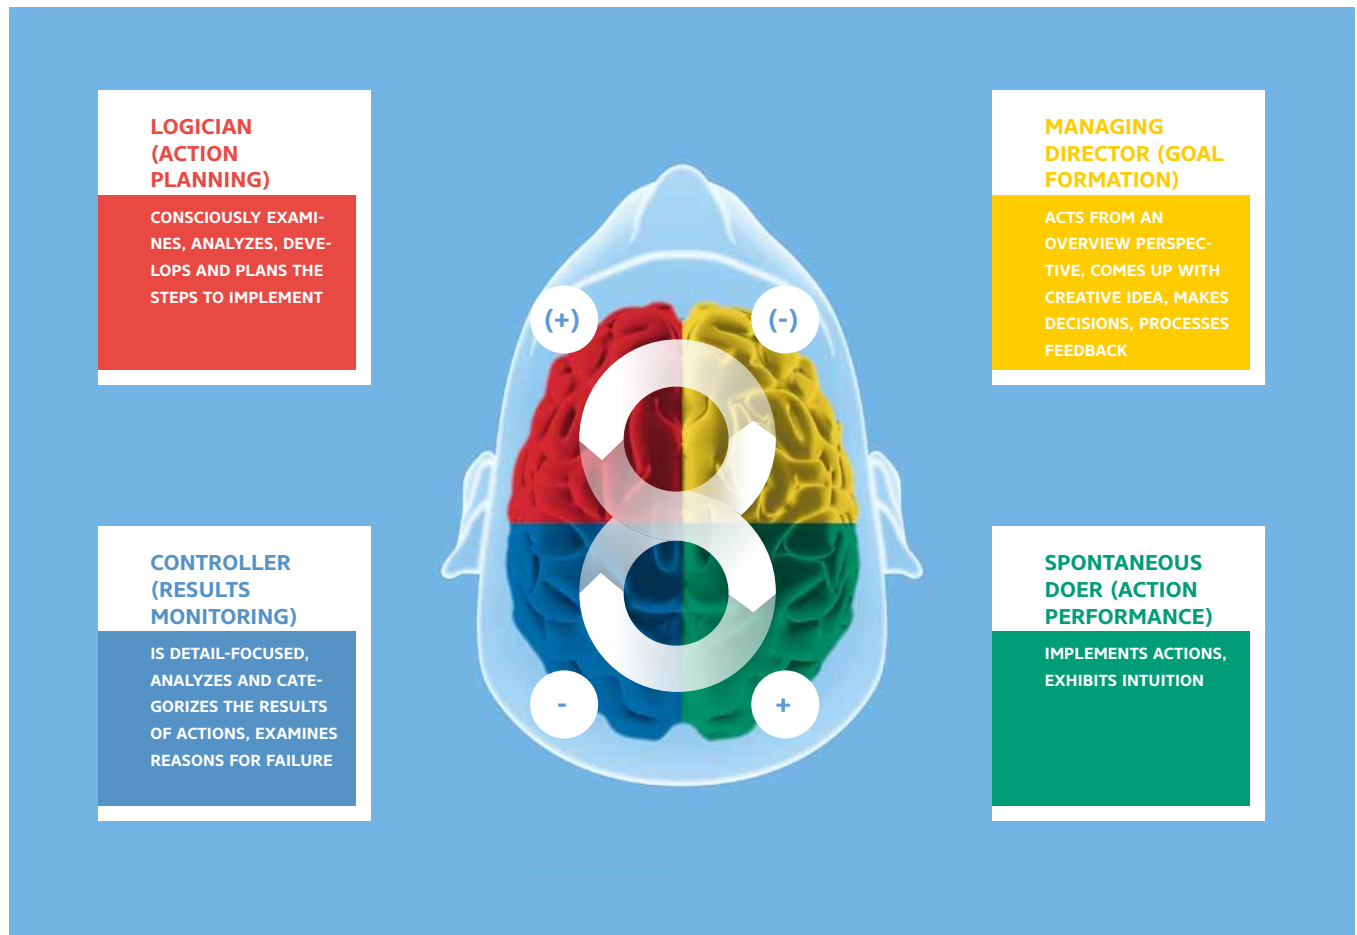 LOGICIAN
(ACTION
PLANNING)
CONSCIOUSLY EXAMI-
NES, ANALYZES, DEVE-
LOPS AND PLANS THE
STEPS TO IMPLEMENT
MANAGING
DIRECTOR (GOAL
FORMATION)
ACTS FROM AN
OVERVIEW PERSPEC-
TIVE, COMES UP WITH
CREATIVE IDEA, MAKES
DECISIONS, PROCESSES
FEEDBACK
(+)
(-)
CONTROLLER
(RESULTS
MONITORING)
IS DETAIL-FOCUSED,
ANALYZES AND CATE-
GORIZES THE RESULTS
OF ACTIONS, EXAMINES
REASONS FOR FAILURE
SPONTANEOUS
DOER (ACTION
PERFORMANCE)
IMPLEMENTS ACTIONS,
EXHIBITS INTUITION
-
+